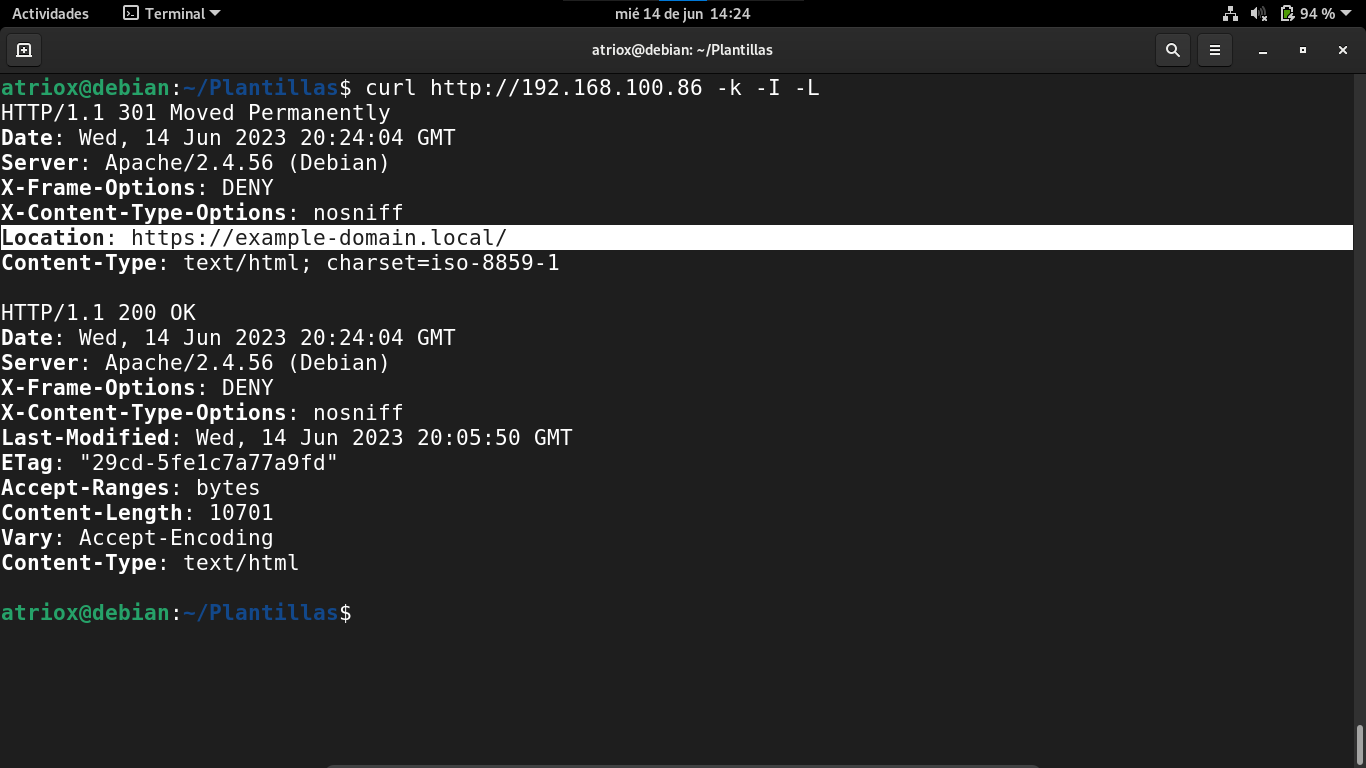 Actividades Terminal mié 14 de jun 14:24 94 %
atriox@debian: ~/Plantillas
atriox@debian:~/Plantillas$ curl http://192.168.100.86 -k -I -L
HTTP/1.1 301 Moved Permanently
Date: Wed, 14 Jun 2023 20:24:04 GMT
Server: Apache/2.4.56 (Debian)
X-Frame-Options: DENY
X-Content-Type-Options: nosniff
Location: https://example-domain.local/
Content-Type: text/html; charset=iso-8859-1
HTTP/1.1 200 OK
Date: Wed, 14 Jun 2023 20:24:04 GMT
Server: Apache/2.4.56 (Debian)
X-Frame-Options: DENY
X-Content-Type-Options: nosniff
Last-Modified: Wed, 14 Jun 2023 20:05:50 GMT
ETag: "29cd-5fe1c7a77a9fd"
Accept-Ranges: bytes
Content-Length: 10701
Vary: Accept-Encoding
Content-Type: text/html
atriox@debian:~/Plantillas$